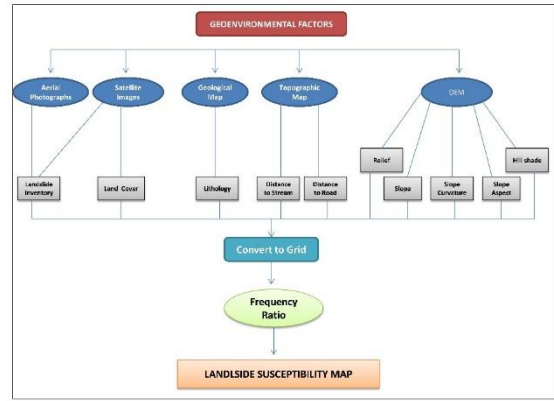 GEOENVIRONMENTAL FACTORS
Aerial
Photographs
Satellite
Images
Geological
Map
Topographic
Map
DEM
Relief
Hill shade
Landslide
Inventory
Land Cover
Lithology
Distance
to Stream
Distance
to Road
Slope
Slope
Curvature
Slope
Aspect
Convert to Grid
Frequency
Ratio
LANDLSIDE SUSCEPTIBILITY MAP